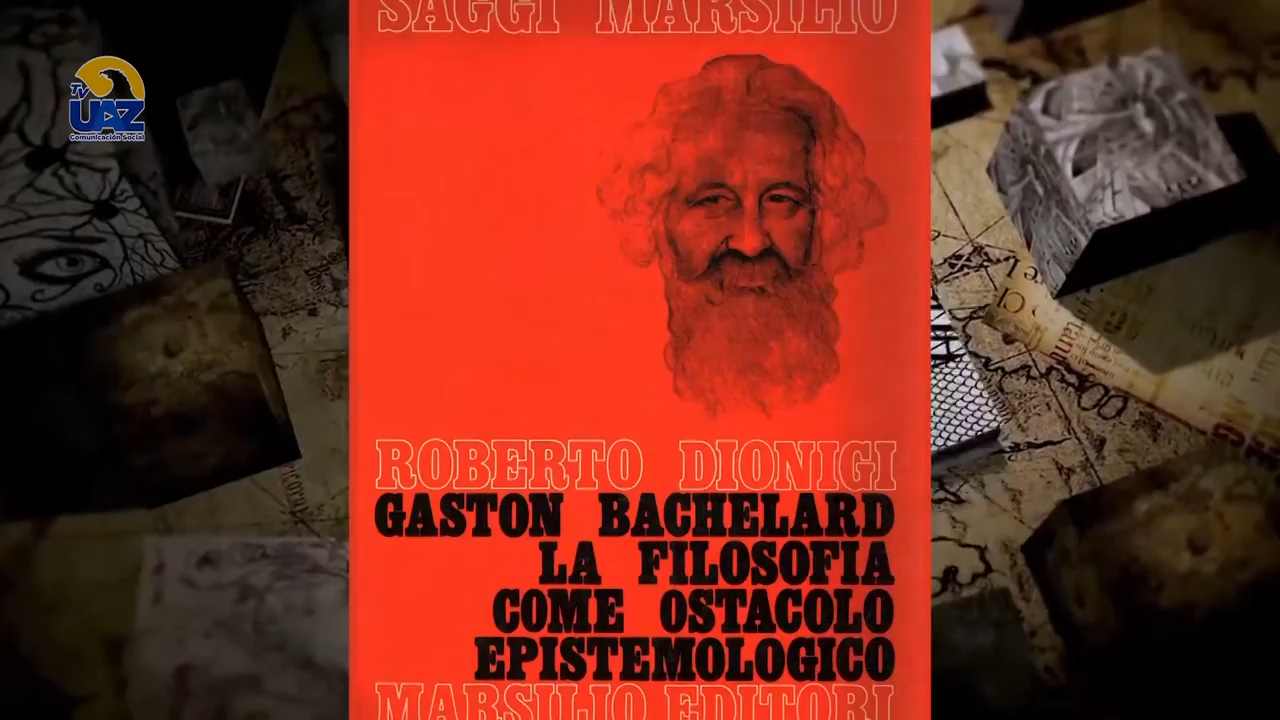 SAGGI MARSILIO
TV
UAZ
Comunicación Social
ROBERTO DIONIGI
GASTON BACHELARD
LA FILOSOFIA
COME OSTACOLO
EPISTEMOLOGICO
MARSILIO EDITORI